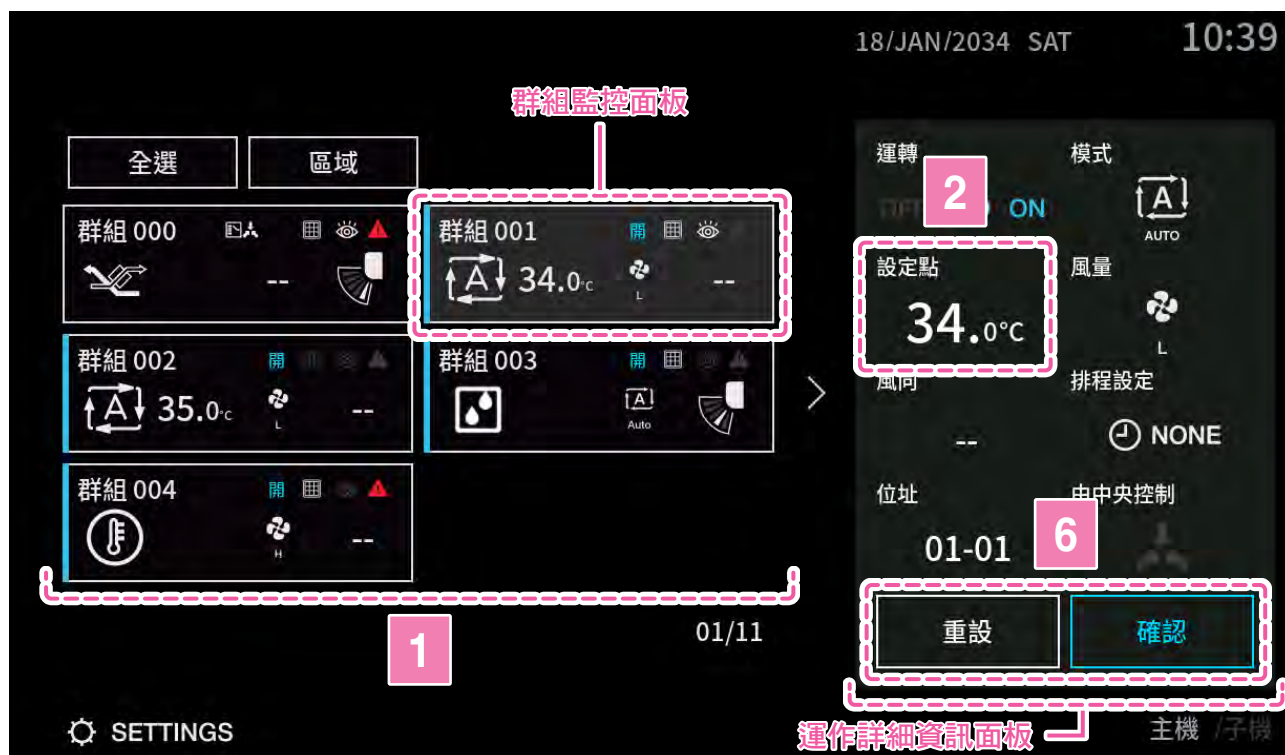 18/JAN/2034 SAT 10:39
群組監控面板
全選 區域
群組 000
--
群組 001 開
A 34.0°C L --
群組 002 開
A 35.0°C L --
群組 003 開
A Auto
群組 004 開
H --
01/11
1
SETTINGS
運轉 模式
2 ON A AUTO
設定點 風量
34.0°C L
風向 排程設定
-- NONE
位址 由中央控制
01-01 6
重設 確認
運作詳細資訊面板
主機 /子機